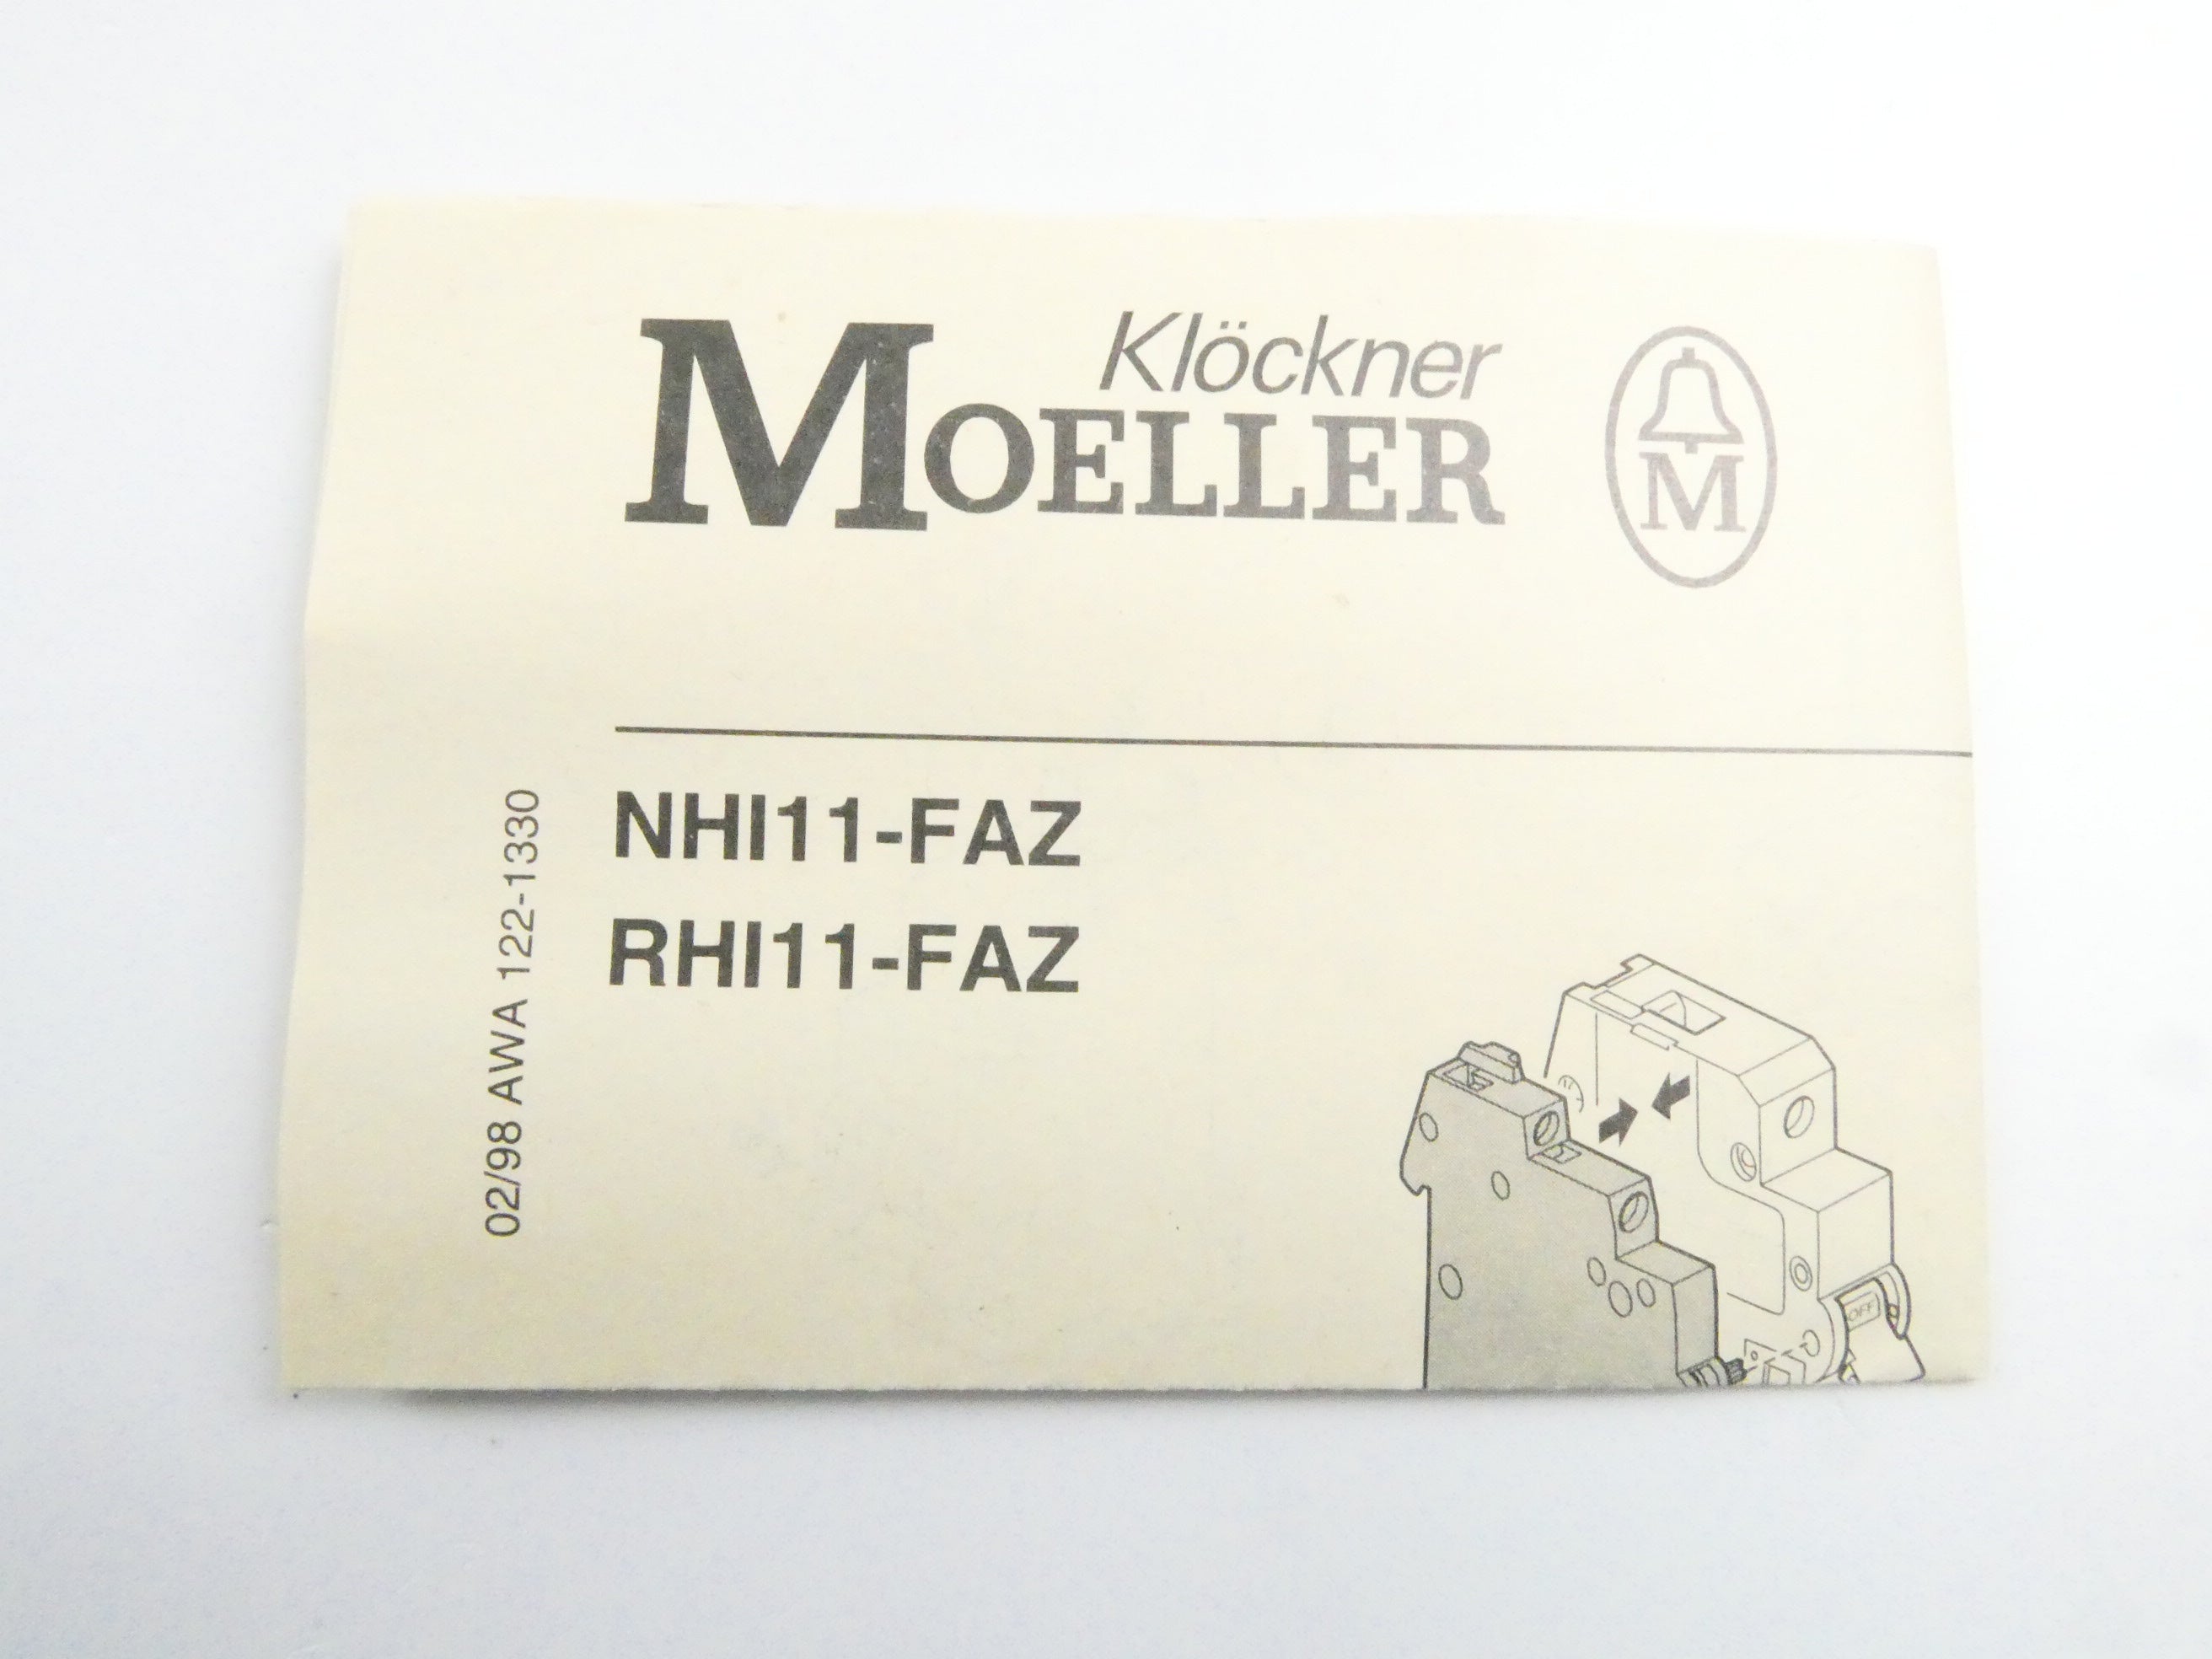 Klöckner
MOELLER
M
NHI11-FAZ
RHI11-FAZ
02/98 AWA 122-1330
OFF